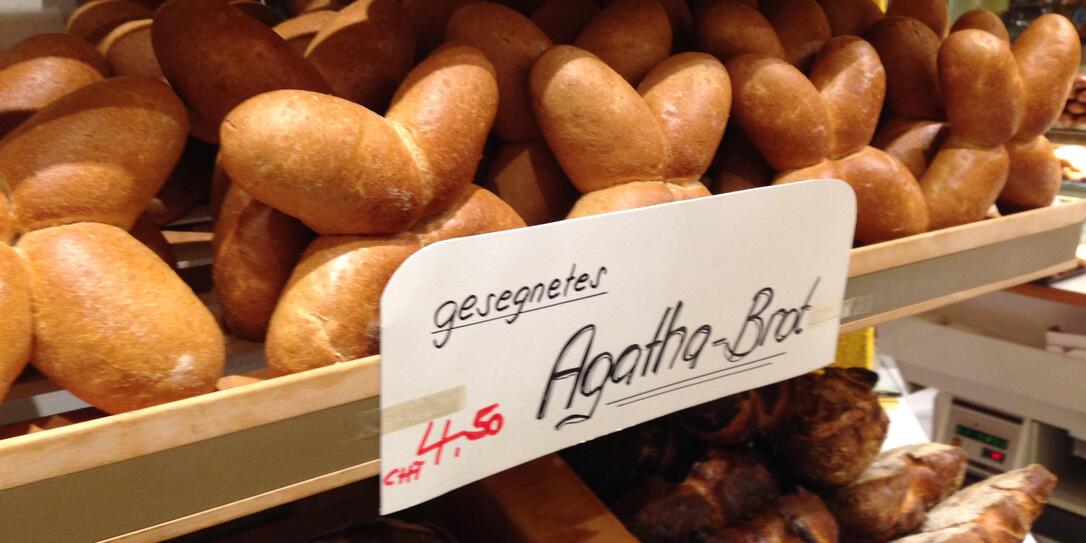 gesegnetes
Agatha-Brot
CHF 4.50